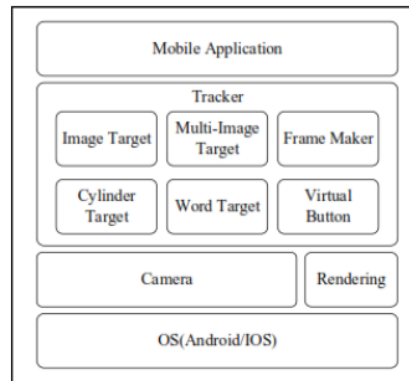 Mobile Application
Tracker
Image Target
Multi-Image
Target
Frame Maker
Cylinder
Target
Word Target
Virtual
Button
Camera
Rendering
OS(Android/IOS)